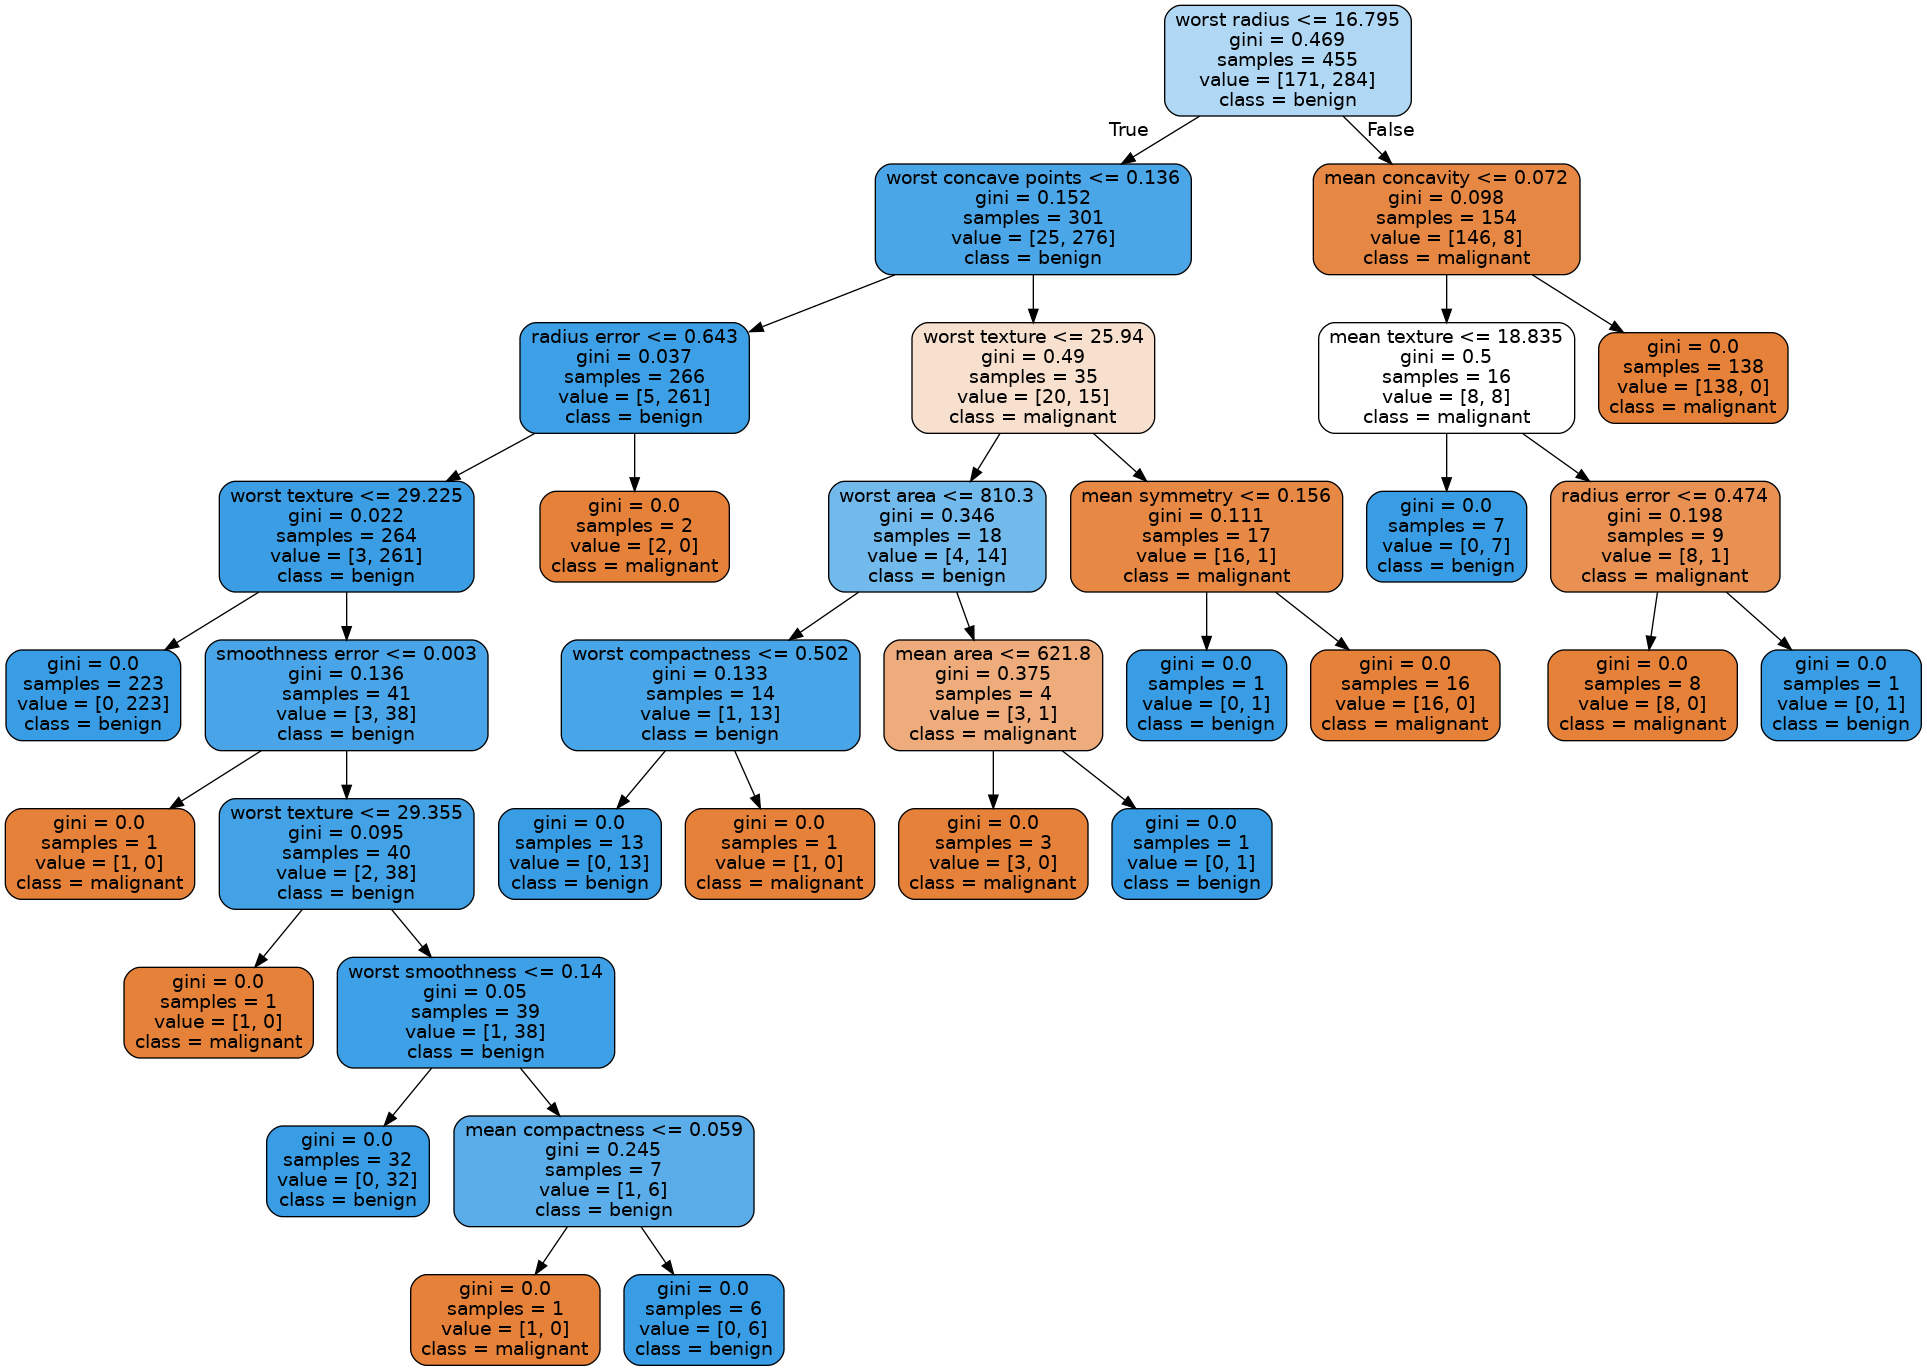 worst radius <= 16.795
gini = 0.469
samples = 455
value = [171, 284]
class = benign
True
False
worst concave points <= 0.136
gini = 0.152
samples = 301
value = [25, 276]
class = benign
mean concavity <= 0.072
gini = 0.098
samples = 154
value = [146, 8]
class = malignant
radius error <= 0.643
gini = 0.037
samples = 266
value = [5, 261]
class = benign
worst texture <= 25.94
gini = 0.49
samples = 35
value = [20, 15]
class = malignant
mean texture <= 18.835
gini = 0.5
samples = 16
value = [8, 8]
class = malignant
gini = 0.0
samples = 138
value = [138, 0]
class = malignant
worst texture <= 29.225
gini = 0.022
samples = 264
value = [3, 261]
class = benign
gini = 0.0
samples = 2
value = [2, 0]
class = malignant
worst area <= 810.3
gini = 0.346
samples = 18
value = [4, 14]
class = benign
mean symmetry <= 0.156
gini = 0.111
samples = 17
value = [16, 1]
class = malignant
gini = 0.0
samples = 7
value = [0, 7]
class = benign
radius error <= 0.474
gini = 0.198
samples = 9
value = [8, 1]
class = malignant
gini = 0.0
samples = 223
value = [0, 223]
class = benign
smoothness error <= 0.003
gini = 0.136
samples = 41
value = [3, 38]
class = benign
worst compactness <= 0.502
gini = 0.133
samples = 14
value = [1, 13]
class = benign
mean area <= 621.8
gini = 0.375
samples = 4
value = [3, 1]
class = malignant
gini = 0.0
samples = 1
value = [0, 1]
class = benign
gini = 0.0
samples = 16
value = [16, 0]
class = malignant
gini = 0.0
samples = 8
value = [8, 0]
class = malignant
gini = 0.0
samples = 1
value = [0, 1]
class = benign
gini = 0.0
samples = 1
value = [1, 0]
class = malignant
worst texture <= 29.355
gini = 0.095
samples = 40
value = [2, 38]
class = benign
gini = 0.0
samples = 13
value = [0, 13]
class = benign
gini = 0.0
samples = 1
value = [1, 0]
class = malignant
gini = 0.0
samples = 3
value = [3, 0]
class = malignant
gini = 0.0
samples = 1
value = [0, 1]
class = benign
gini = 0.0
samples = 1
value = [1, 0]
class = malignant
worst smoothness <= 0.14
gini = 0.05
samples = 39
value = [1, 38]
class = benign
gini = 0.0
samples = 32
value = [0, 32]
class = benign
mean compactness <= 0.059
gini = 0.245
samples = 7
value = [1, 6]
class = benign
gini = 0.0
samples = 1
value = [1, 0]
class = malignant
gini = 0.0
samples = 6
value = [0, 6]
class = benign